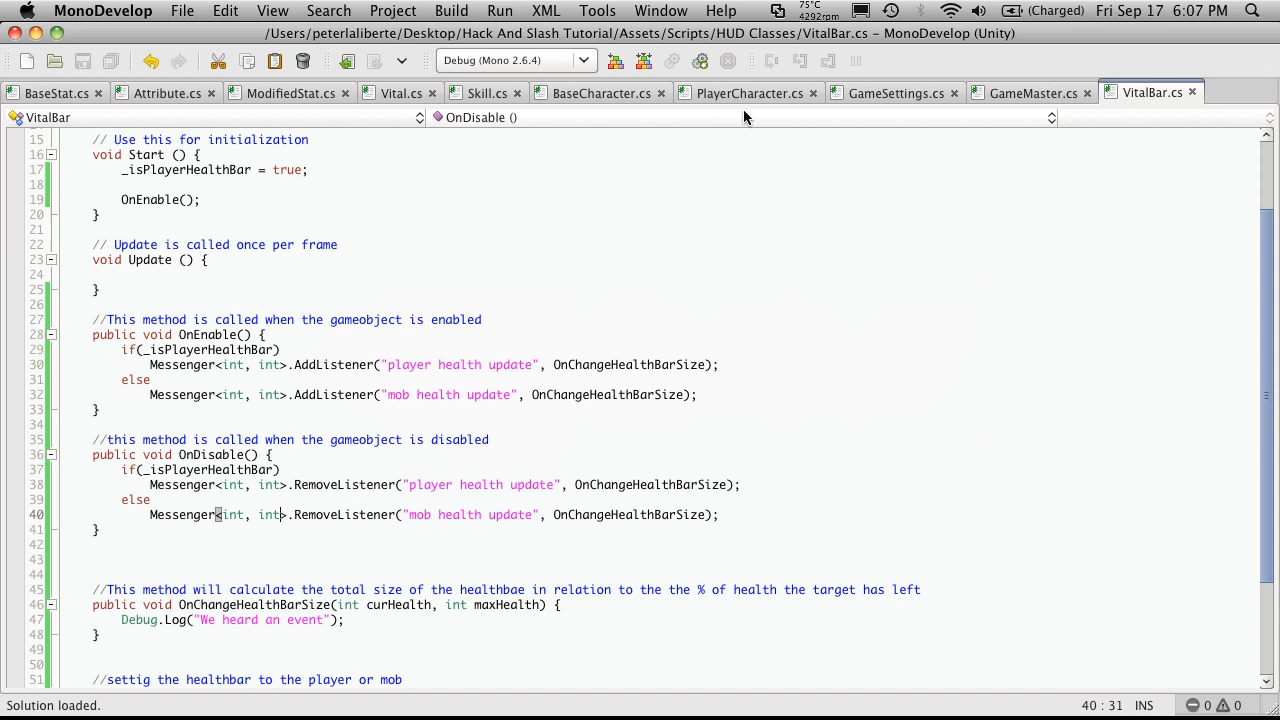 MonoDevelop File Edit View Search Project Build Run XML Tools Window Help 75°C 4292rpm (Charged) Fri Sep 17 6:07 PM
/Users/peterlaliberte/Desktop/Hack And Slash Tutorial/Assets/Scripts/HUD Classes/VitalBar.cs – MonoDevelop (Unity)
Debug (Mono 2.6.4)
BaseStat.cs Attribute.cs ModifiedStat.cs Vital.cs Skill.cs BaseCharacter.cs PlayerCharacter.cs GameSettings.cs GameMaster.cs VitalBar.cs
VitalBar OnDisable ()
15 // Use this for initialization
16 void Start () {
17 _isPlayerHealthBar = true;
18
19 OnEnable();
20 }
21
22 // Update is called once per frame
23 void Update () {
24
25 }
26
27 //This method is called when the gameobject is enabled
28 public void OnEnable() {
29 if(_isPlayerHealthBar)
30 Messenger<int, int>.AddListener("player health update", OnChangeHealthBarSize);
31 else
32 Messenger<int, int>.AddListener("mob health update", OnChangeHealthBarSize);
33 }
34
35 //this method is called when the gameobject is disabled
36 public void OnDisable() {
37 if(_isPlayerHealthBar)
38 Messenger<int, int>.RemoveListener("player health update", OnChangeHealthBarSize);
39 else
40 Messenger<int, int>.RemoveListener("mob health update", OnChangeHealthBarSize);
41 }
42
43
44
45 //This method will calculate the total size of the healthbae in relation to the the % of health the target has left
46 public void OnChangeHealthBarSize(int curHealth, int maxHealth) {
47 Debug.Log("We heard an event");
48 }
49
50
51 //settig the healthbar to the player or mob
Solution loaded. 40 : 31 INS 0 0